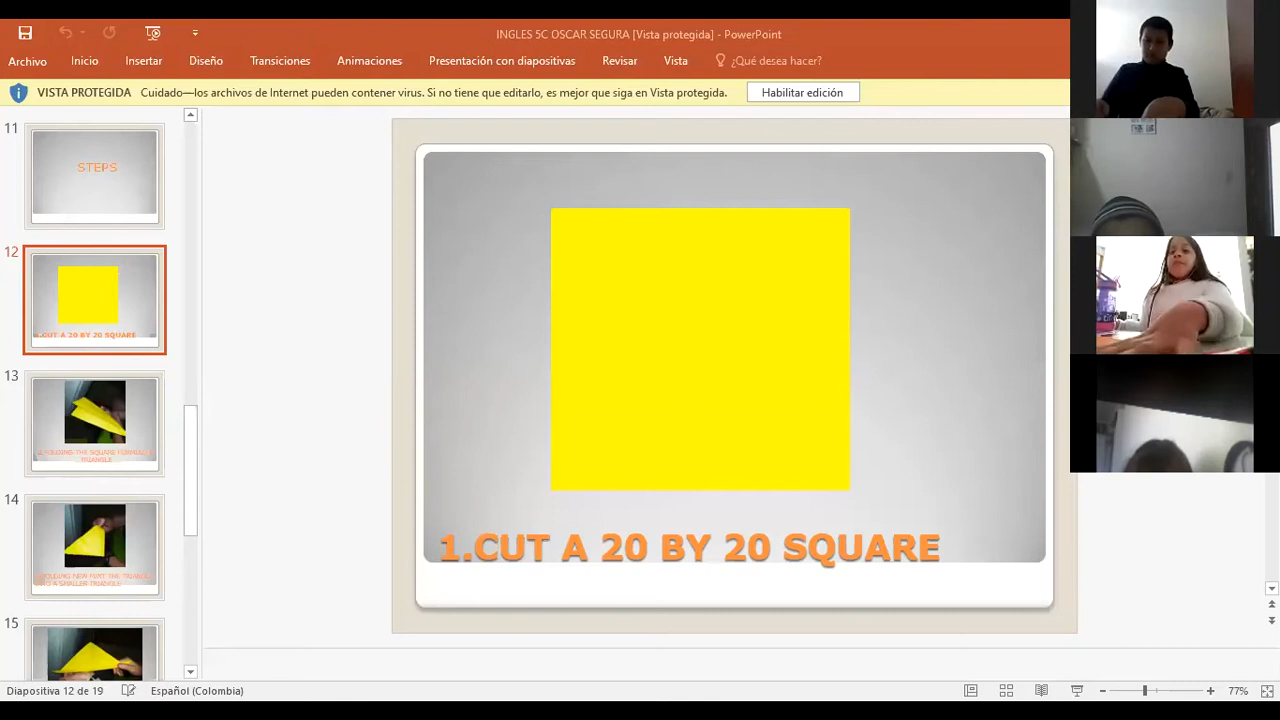 INGLES 5C OSCAR SEGURA [Vista protegida] - PowerPoint
Archivo Inicio Insertar Diseño Transiciones Animaciones Presentación con diapositivas Revisar Vista ¿Qué desea hacer?
VISTA PROTEGIDA Cuidado—los archivos de Internet pueden contener virus. Si no tiene que editarlo, es mejor que siga en Vista protegida. Habilitar edición
11
STEPS
12
1.CUT A 20 BY 20 SQUARE
13
TRIANGLE
14
15
1.CUT A 20 BY 20 SQUARE
Diapositiva 12 de 19 Español (Colombia) 77%